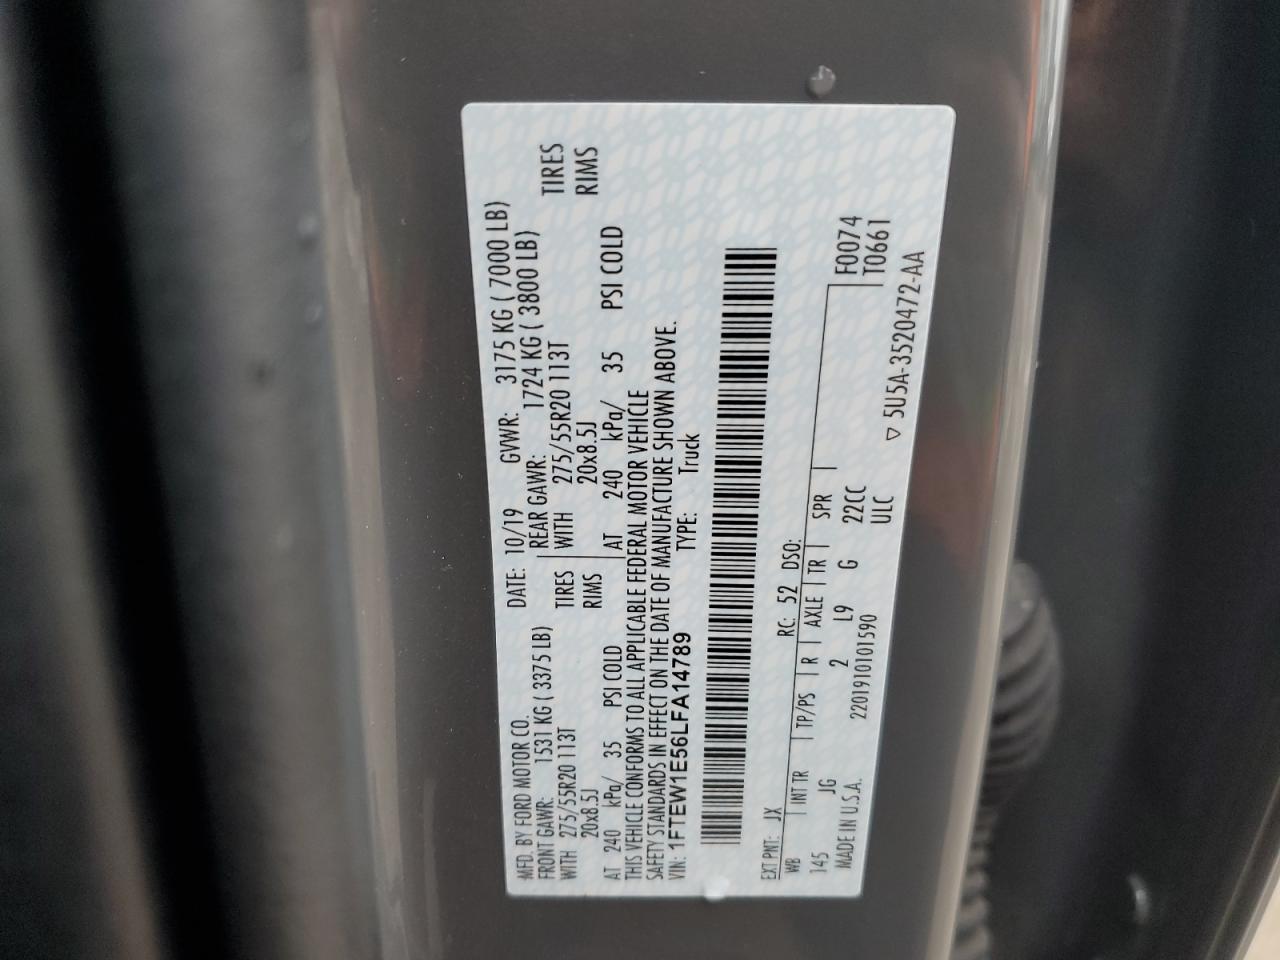 MFD. BY FORD MOTOR CO.
DATE: 10/19 GVWR: 3175 KG ( 7000 LB)
FRONT GAWR: 1531 KG ( 3375 LB) REAR GAWR: 1724 KG ( 3800 LB)
WITH 275/55R20 113T TIRES WITH 275/55R20 113T TIRES
20x8.5J RIMS 20x8.5J RIMS
AT 240 kPa/ 35 PSI COLD AT 240 kPa/ 35 PSI COLD
THIS VEHICLE CONFORMS TO ALL APPLICABLE FEDERAL MOTOR VEHICLE
SAFETY STANDARDS IN EFFECT ON THE DATE OF MANUFACTURE SHOWN ABOVE.
VIN: 1FTEW1E56LFA14789 TYPE: Truck
EXT PNT: JX RC: 52 DSO:
WB INT TR TP/PS R AXLE TR SPR F0074
145 JG 2 L9 G 22CC T0661
MADE IN U.S.A. 2201910101590 ULC
▽ 5U5A-3520472-AA